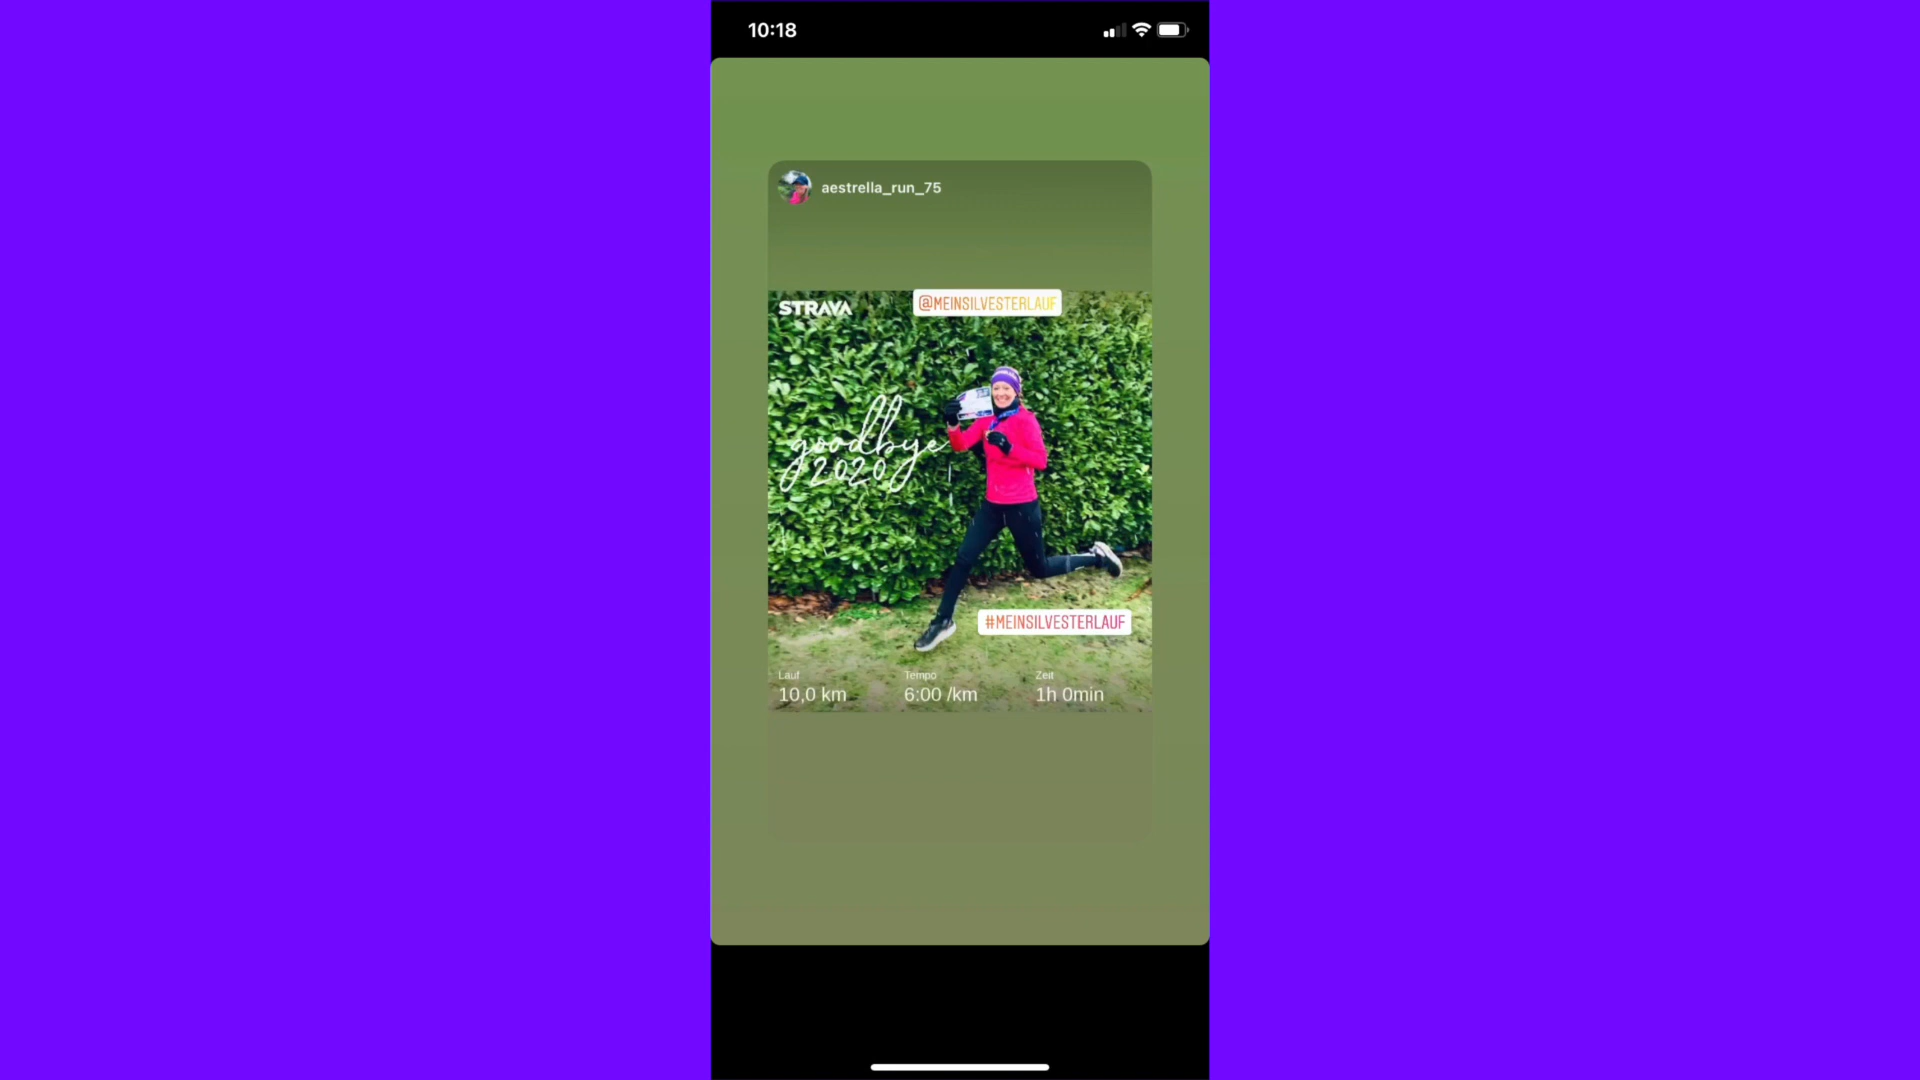 10:18
aestrella_run_75
STRAVA
@MEINSILVESTERLAUF
goodbye
2020
#MEINSILVESTERLAUF
Lauf Tempo Zeit
10,0 km 6:00 /km 1h 0min